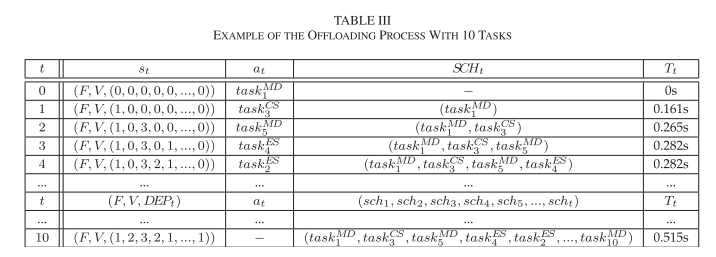 TABLE III
EXAMPLE OF THE OFFLOADING PROCESS WITH 10 TASKS
t s_t a_t SCH_t T_t
0 (F, V, (0, 0, 0, 0, 0, ..., 0)) task_1^{MD} − 0s
1 (F, V, (1, 0, 0, 0, 0, ..., 0)) task_3^{CS} (task_1^{MD}) 0.161s
2 (F, V, (1, 0, 3, 0, 0, ..., 0)) task_5^{MD} (task_1^{MD}, task_3^{CS}) 0.265s
3 (F, V, (1, 0, 3, 0, 1, ..., 0)) task_4^{ES} (task_1^{MD}, task_3^{CS}, task_5^{MD}) 0.282s
4 (F, V, (1, 0, 3, 2, 1, ..., 0)) task_2^{ES} (task_1^{MD}, task_3^{CS}, task_5^{MD}, task_4^{ES}) 0.282s
... ... ... ... ...
t (F, V, DEP_t) a_t (sch_1, sch_2, sch_3, sch_4, sch_5, ..., sch_t) T_t
... ... ... ... ...
10 (F, V, (1, 2, 3, 2, 1, ..., 1)) − (task_1^{MD}, task_3^{CS}, task_5^{MD}, task_4^{ES}, task_2^{ES}, ..., task_{10}^{MD}) 0.515s